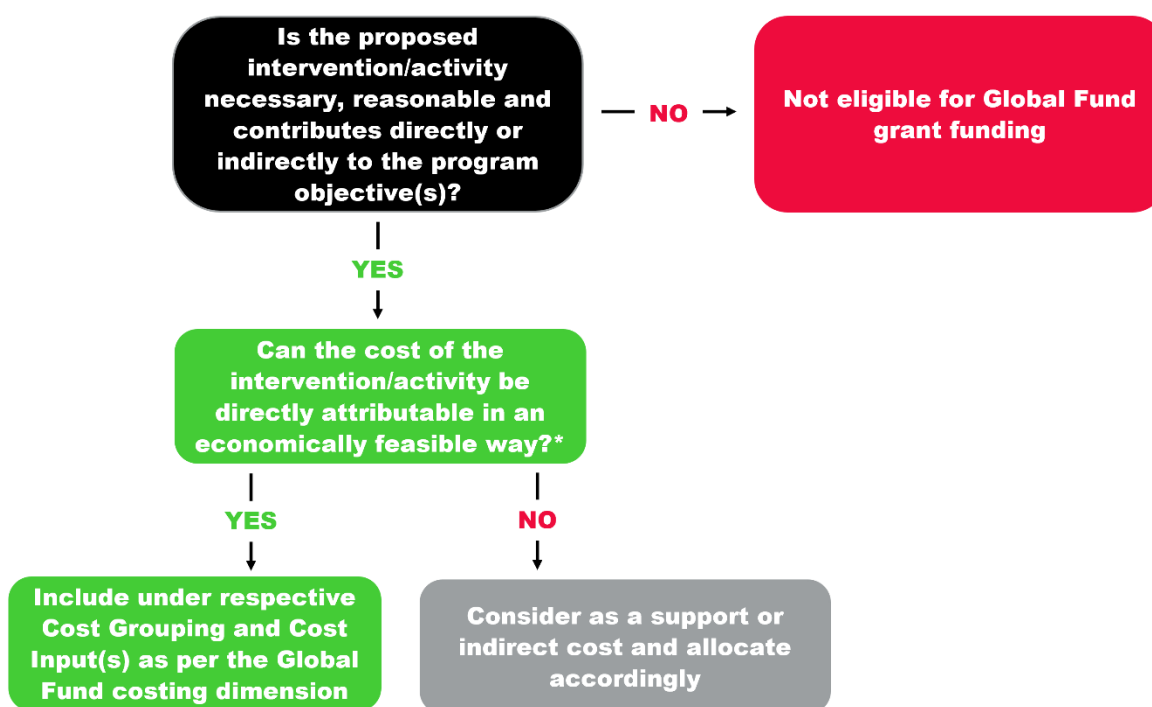 Is the proposed
intervention/activity
necessary, reasonable and
contributes directly or
indirectly to the program
objective(s)?
NO
Not eligible for Global Fund
grant funding
YES
Can the cost of the
intervention/activity be
directly attributable in an
economically feasible way?*
YES
NO
Include under respective
Cost Grouping and Cost
Input(s) as per the Global
Fund costing dimension
Consider as a support or
indirect cost and allocate
accordingly